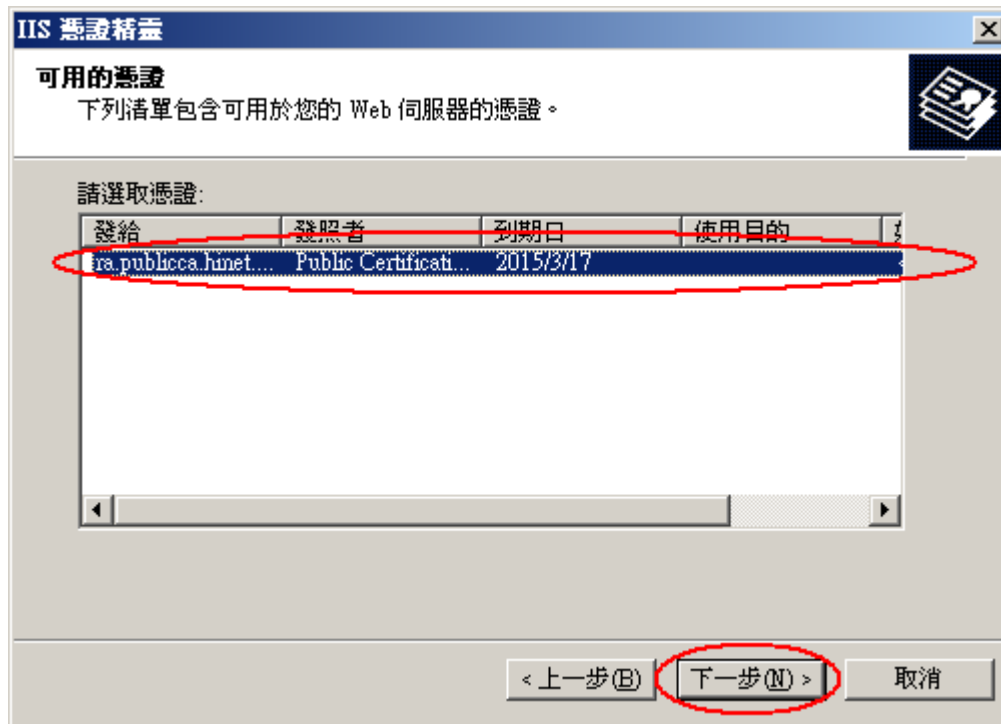 IIS 憑證精靈
可用的憑證
下列清單包含可用於您的 Web 伺服器的憑證。
請選取憑證:
發給 發照者 到期日 使用目的
ra.publicca.hinet.... Public Certificati... 2015/3/17
< 上一步(B) 下一步(N) > 取消